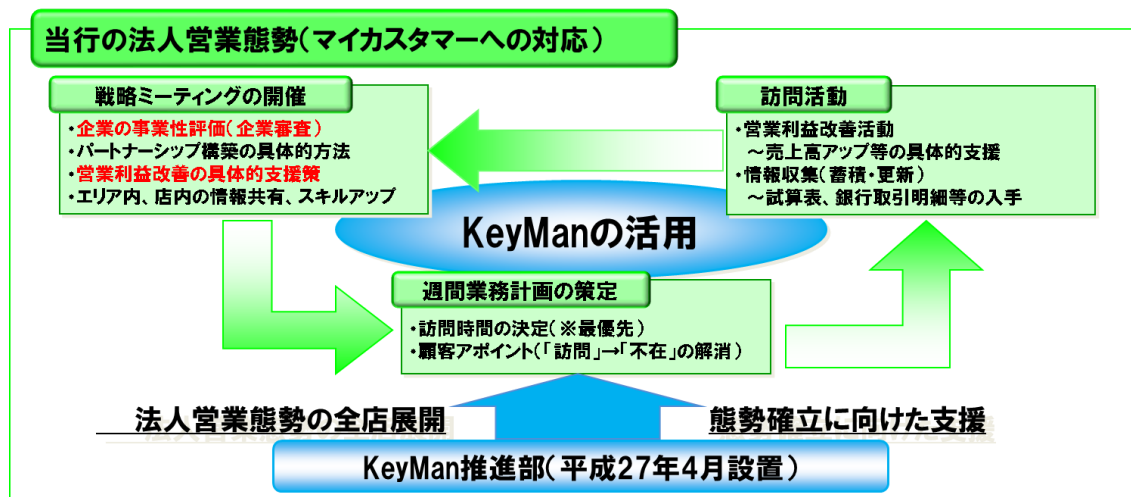 当行の法人営業態勢(マイカスタマーへの対応)
戦略ミーティングの開催
・企業の事業性評価(企業審査)
・パートナーシップ構築の具体的方法
・営業利益改善の具体的支援策
・エリア内、店内の情報共有、スキルアップ
訪問活動
・営業利益改善活動
～売上高アップ等の具体的支援
・情報収集(蓄積・更新)
～試算表、銀行取引明細等の入手
KeyManの活用
週間業務計画の策定
・訪問時間の決定(※最優先)
・顧客アポイント(「訪問」→「不在」の解消)
法人営業態勢の全店展開
態勢確立に向けた支援
KeyMan推進部(平成27年4月設置)